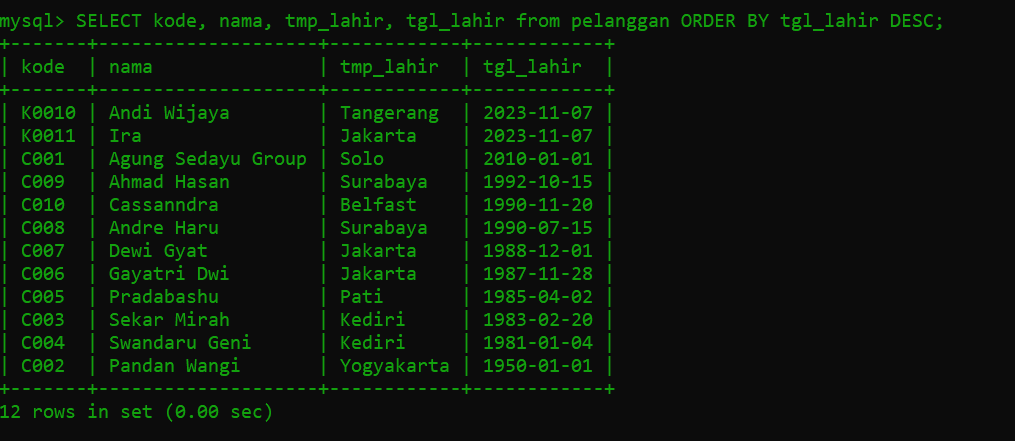 mysql> SELECT kode, nama, tmp_lahir, tgl_lahir from pelanggan ORDER BY tgl_lahir DESC;
+-------+--------------------+------------+------------+
| kode  | nama               | tmp_lahir  | tgl_lahir  |
+-------+--------------------+------------+------------+
| K0010 | Andi Wijaya        | Tangerang  | 2023-11-07 |
| K0011 | Ira                | Jakarta    | 2023-11-07 |
| C001  | Agung Sedayu Group | Solo       | 2010-01-01 |
| C009  | Ahmad Hasan        | Surabaya   | 1992-10-15 |
| C010  | Cassanndra         | Belfast    | 1990-11-20 |
| C008  | Andre Haru         | Surabaya   | 1990-07-15 |
| C007  | Dewi Gyat          | Jakarta    | 1988-12-01 |
| C006  | Gayatri Dwi        | Jakarta    | 1987-11-28 |
| C005  | Pradabashu         | Pati       | 1985-04-02 |
| C003  | Sekar Mirah        | Kediri     | 1983-02-20 |
| C004  | Swandaru Geni      | Kediri     | 1981-01-04 |
| C002  | Pandan Wangi       | Yogyakarta | 1950-01-01 |
+-------+--------------------+------------+------------+
12 rows in set (0.00 sec)